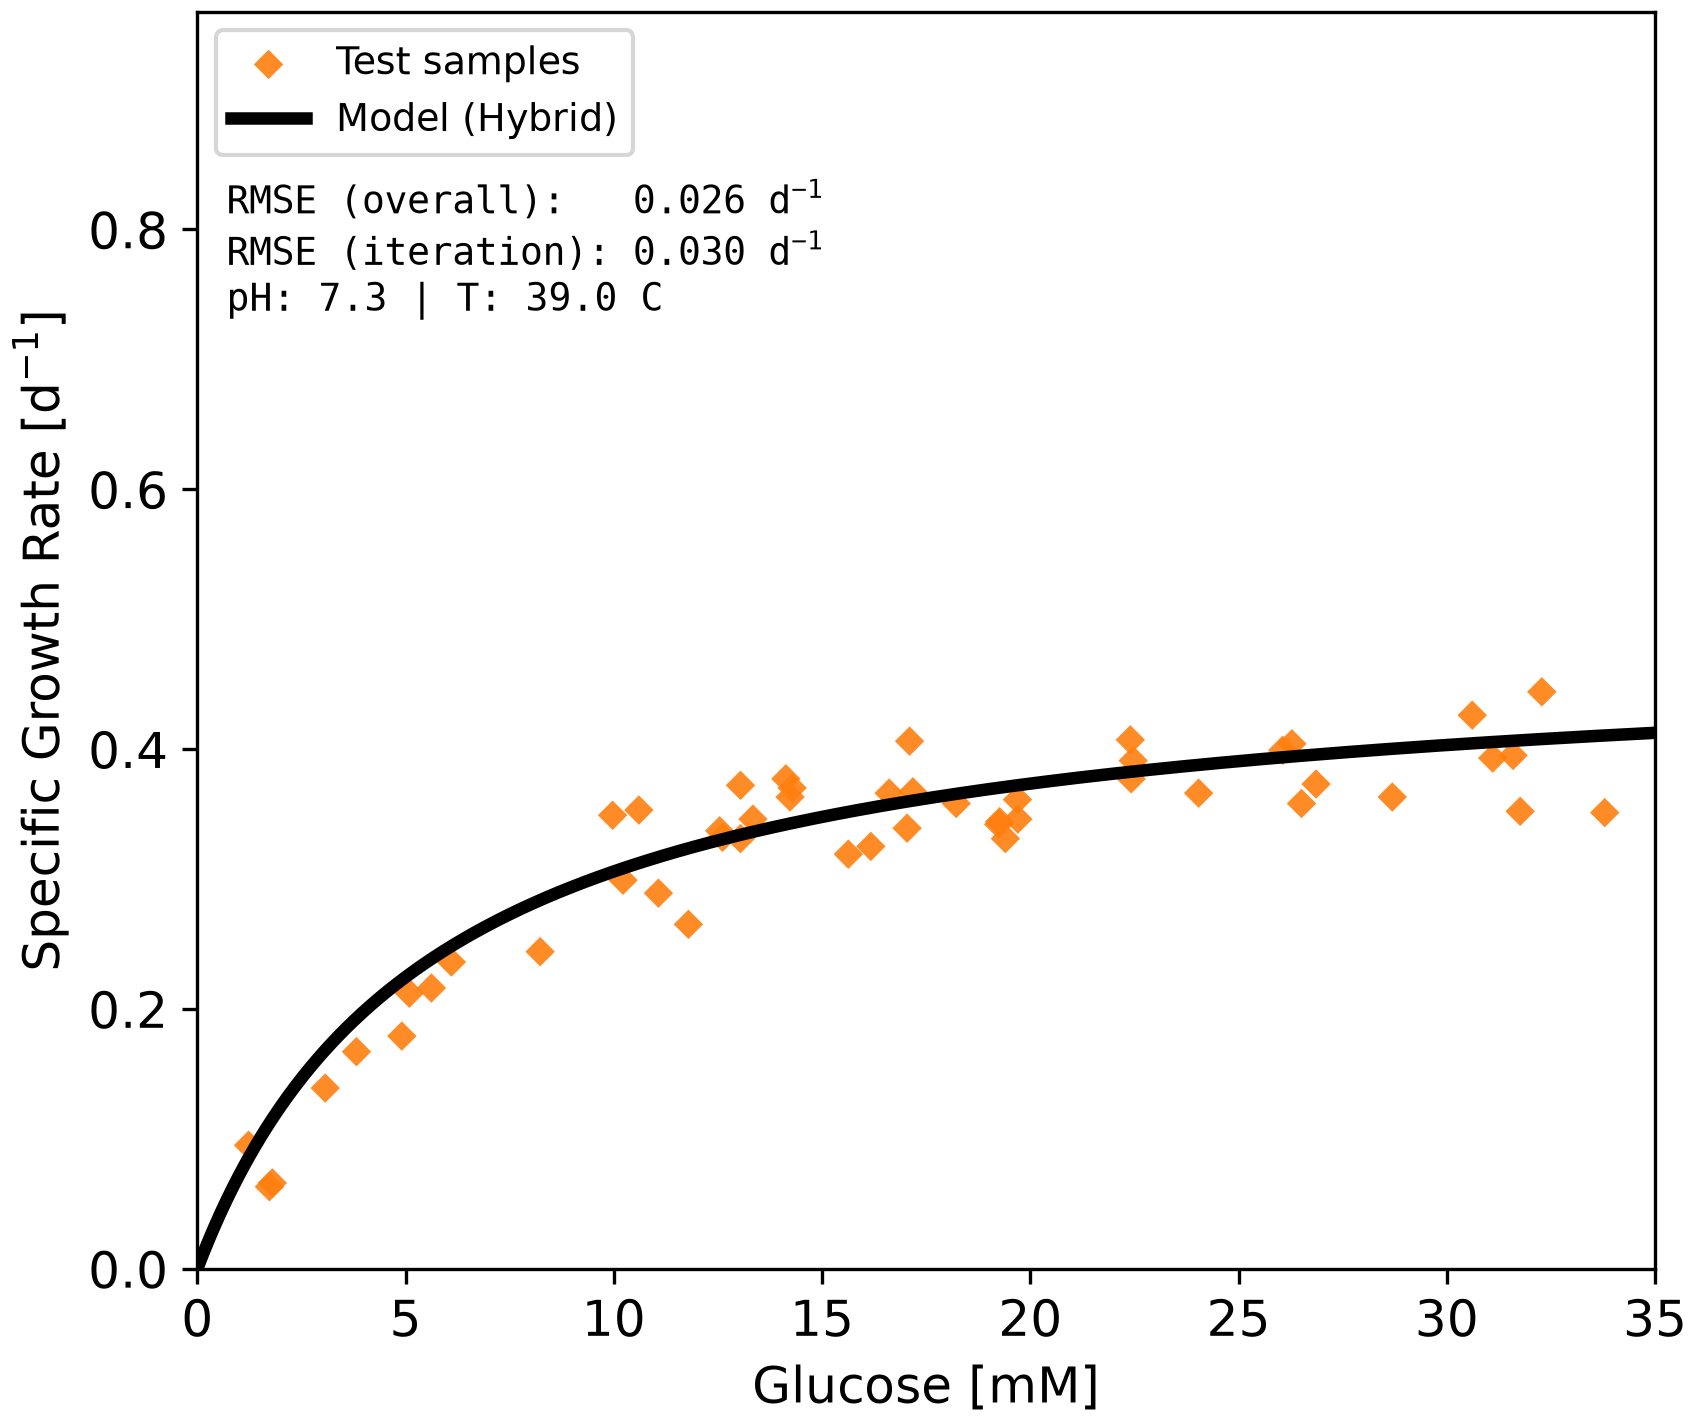 Test samples
Model (Hybrid)
RMSE (overall):   0.026 d⁻¹
RMSE (iteration): 0.030 d⁻¹
pH: 7.3 | T: 39.0 C
Specific Growth Rate [d⁻¹]
0.8
0.6
0.4
0.2
0.0
0 5 10 15 20 25 30 35
Glucose [mM]